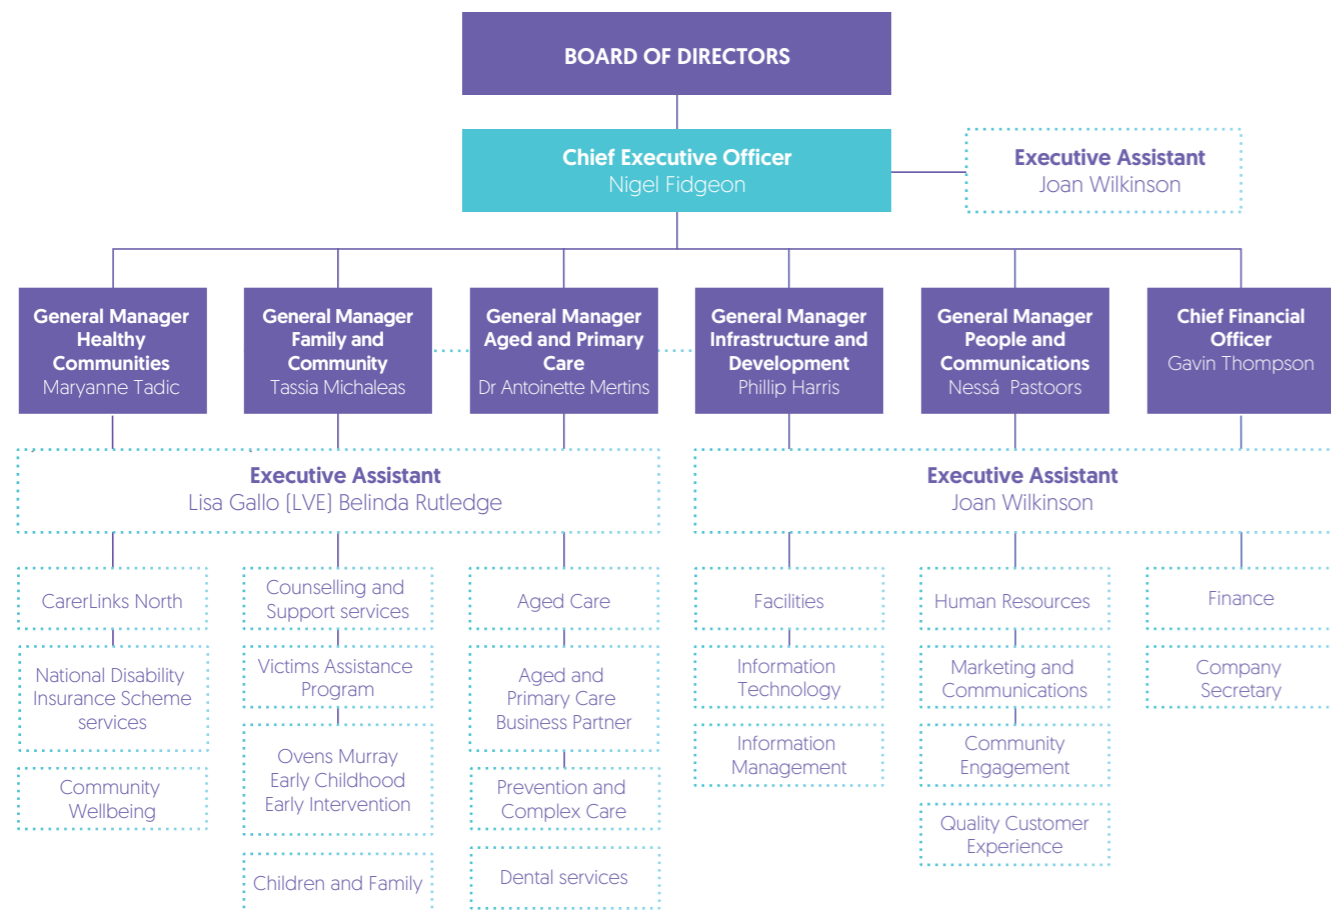 BOARD OF DIRECTORS
Chief Executive Officer
Nigel Fidgeon
Executive Assistant
Joan Wilkinson
General Manager
Healthy
Communities
Maryanne Tadic
General Manager
Family and
Community
Tassia Michaleas
General Manager
Aged and Primary
Care
Dr Antoinette Mertins
General Manager
Infrastructure and
Development
Phillip Harris
General Manager
People and
Communications
Nessá Pastoors
Chief Financial
Officer
Gavin Thompson
Executive Assistant
Lisa Gallo (LVE) Belinda Rutledge
Executive Assistant
Joan Wilkinson
CarerLinks North
National Disability
Insurance Scheme
services
Community
Wellbeing
Counselling and
Support services
Victims Assistance
Program
Ovens Murray
Early Childhood
Early Intervention
Children and Family
Aged Care
Aged and
Primary Care
Business Partner
Prevention and
Complex Care
Dental services
Facilities
Information
Technology
Information
Management
Human Resources
Marketing and
Communications
Community
Engagement
Quality Customer
Experience
Finance
Company
Secretary